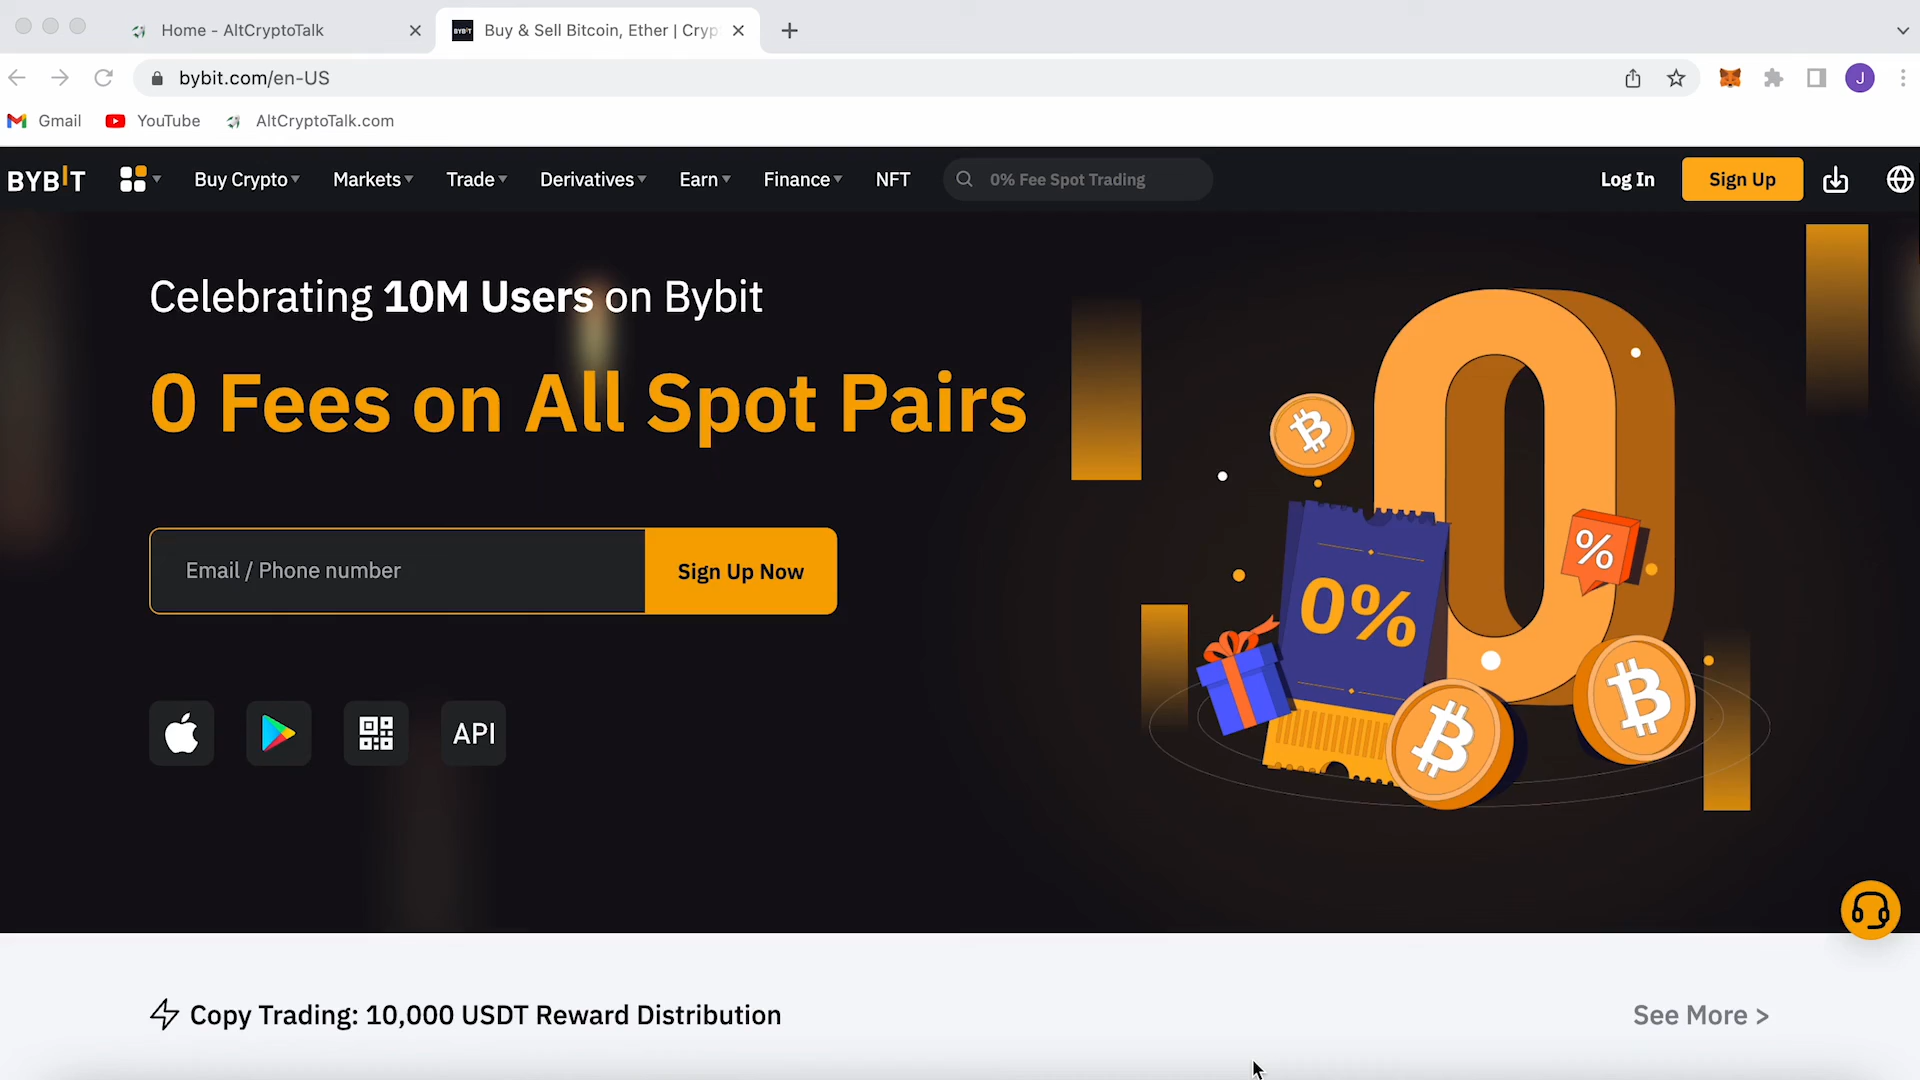 Home - AltCryptoTalk
BYBIT
Buy & Sell Bitcoin, Ether | Cryp
bybit.com/en-US
J
Gmail
YouTube
AltCryptoTalk.com
BYBIT
Buy Crypto
Markets
Trade
Derivatives
Earn
Finance
NFT
0% Fee Spot Trading
Log In
Sign Up
Celebrating 10M Users on Bybit
0 Fees on All Spot Pairs
Email / Phone number
Sign Up Now
API
0
%
0%
Copy Trading: 10,000 USDT Reward Distribution
See More >